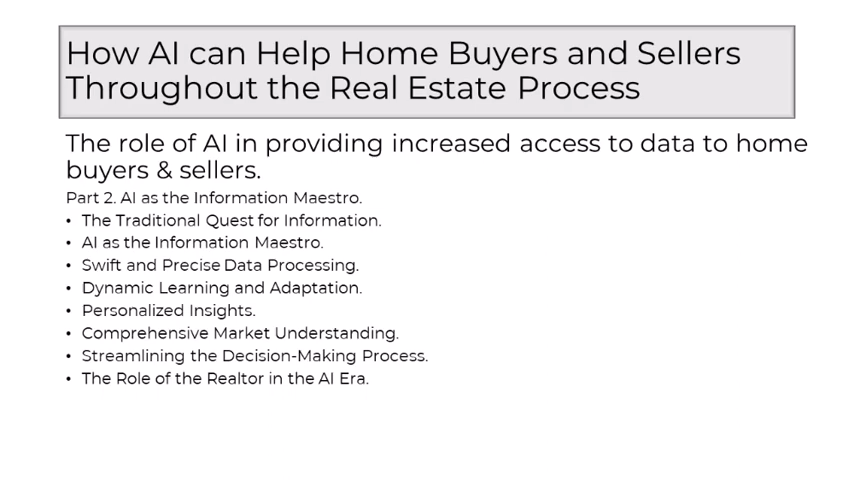 How AI can Help Home Buyers and Sellers
Throughout the Real Estate Process
The role of AI in providing increased access to data to home
buyers & sellers.
Part 2. AI as the Information Maestro.
• The Traditional Quest for Information.
• AI as the Information Maestro.
• Swift and Precise Data Processing.
• Dynamic Learning and Adaptation.
• Personalized Insights.
• Comprehensive Market Understanding.
• Streamlining the Decision-Making Process.
• The Role of the Realtor in the AI Era.